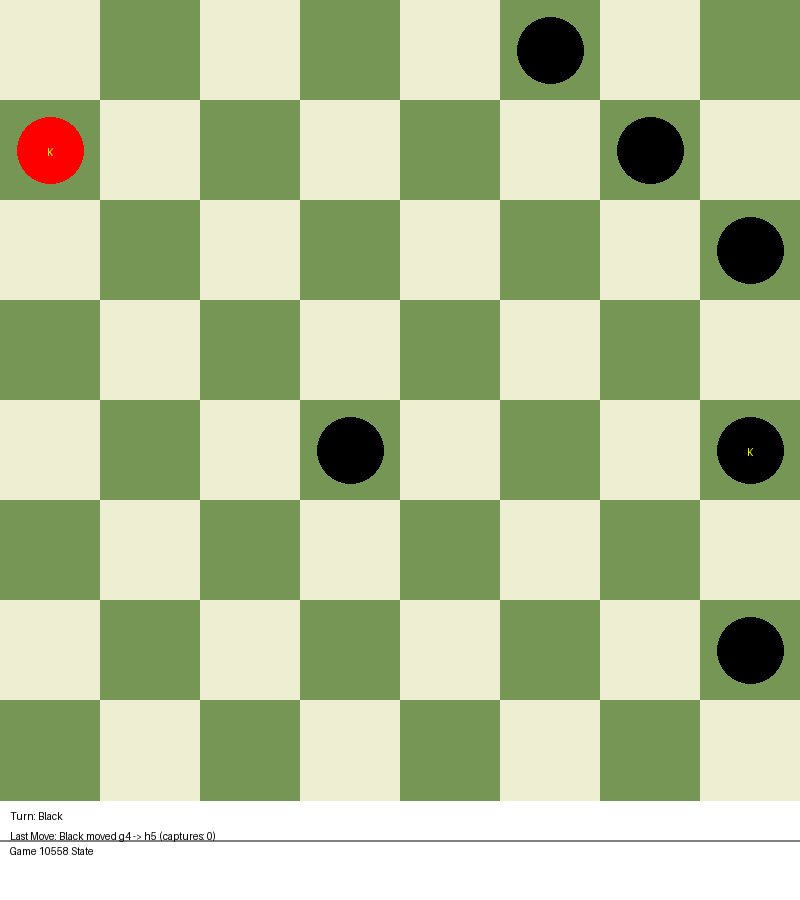 K
K
Turn: Black
Last Move: Black moved g4 -> h5 (captures: 0)
Game 10558 State